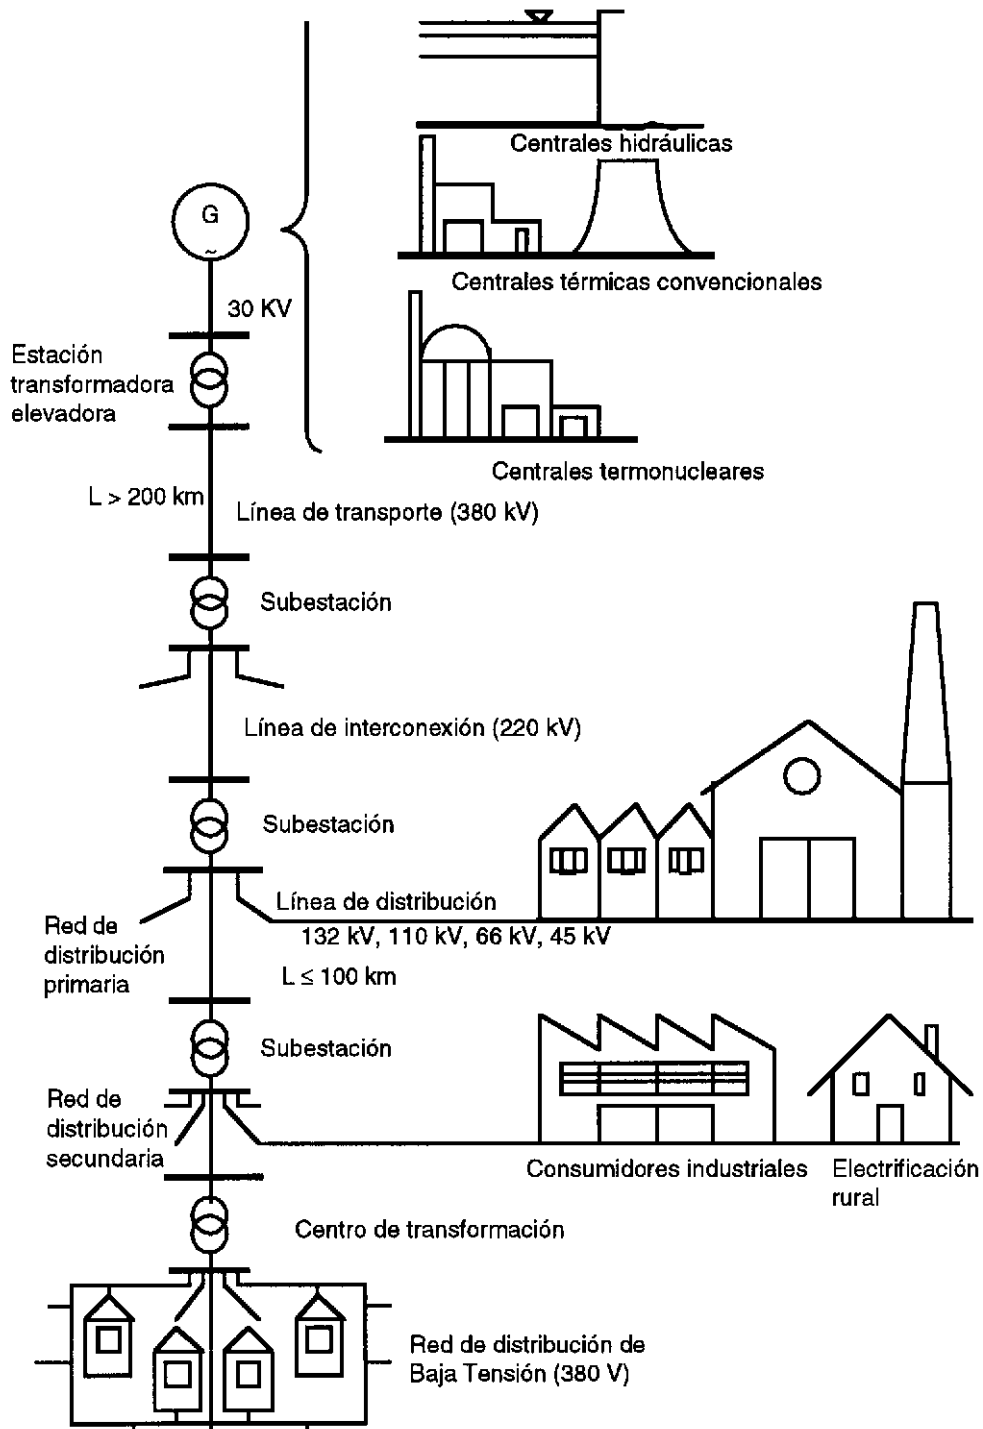 Centrales hidráulicas
G
~
Centrales térmicas convencionales
30 KV
Estación
transformadora
elevadora
Centrales termonucleares
L > 200 km
Línea de transporte (380 kV)
Subestación
Línea de interconexión (220 kV)
Subestación
Línea de distribución
132 kV, 110 kV, 66 kV, 45 kV
Red de
distribución
primaria
L ≤ 100 km
Subestación
Red de
distribución
secundaria
Consumidores industriales
Electrificación
rural
Centro de transformación
Red de distribución de
Baja Tensión (380 V)